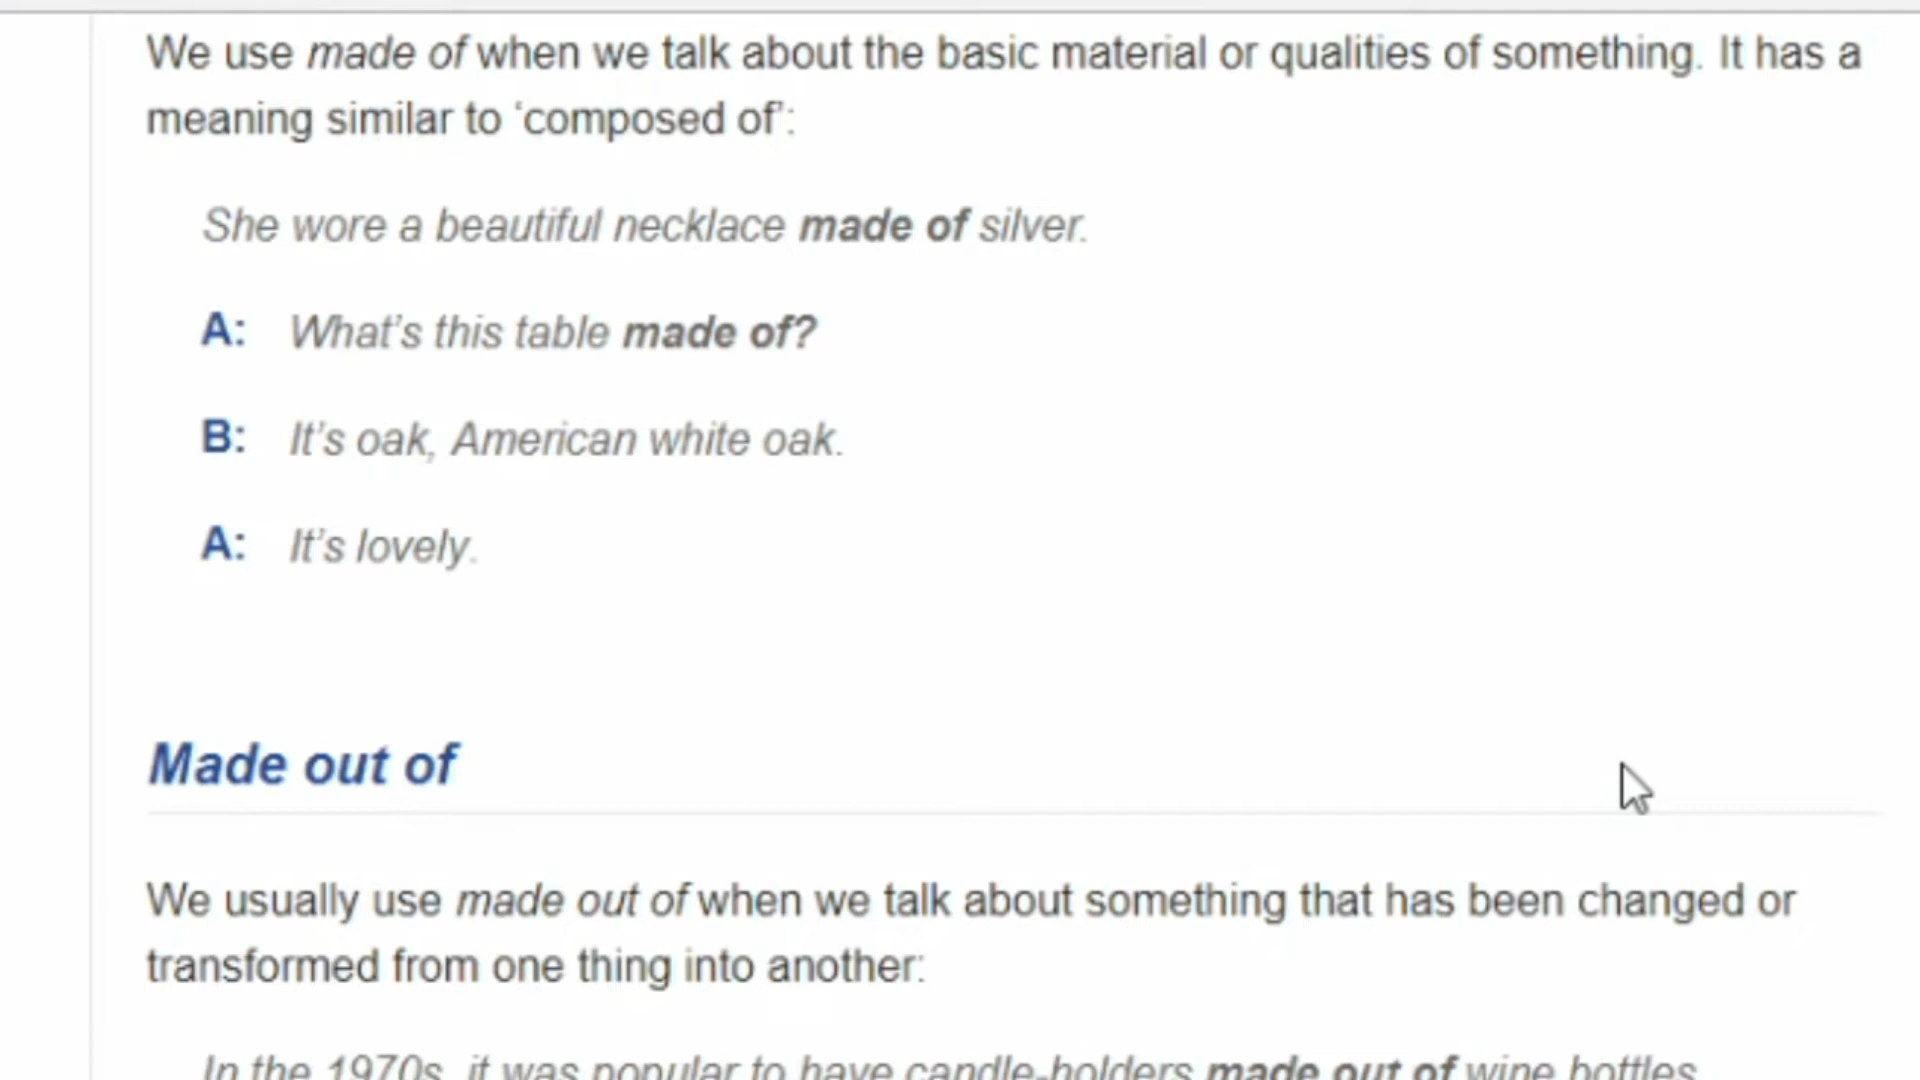 We use made of when we talk about the basic material or qualities of something. It has a
meaning similar to ‘composed of’:
She wore a beautiful necklace made of silver.
A: What’s this table made of?
B: It’s oak, American white oak.
A: It’s lovely.
Made out of
We usually use made out of when we talk about something that has been changed or
transformed from one thing into another:
In the 1970s, it was popular to have candle-holders made out of wine bottles.